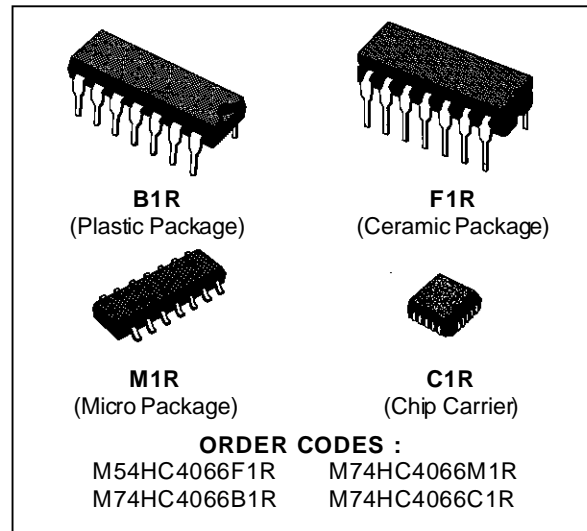 B1R
(Plastic Package)
F1R
(Ceramic Package)
M1R
(Micro Package)
C1R
(Chip Carrier)
ORDER CODES :
M54HC4066F1R M74HC4066M1R
M74HC4066B1R M74HC4066C1R